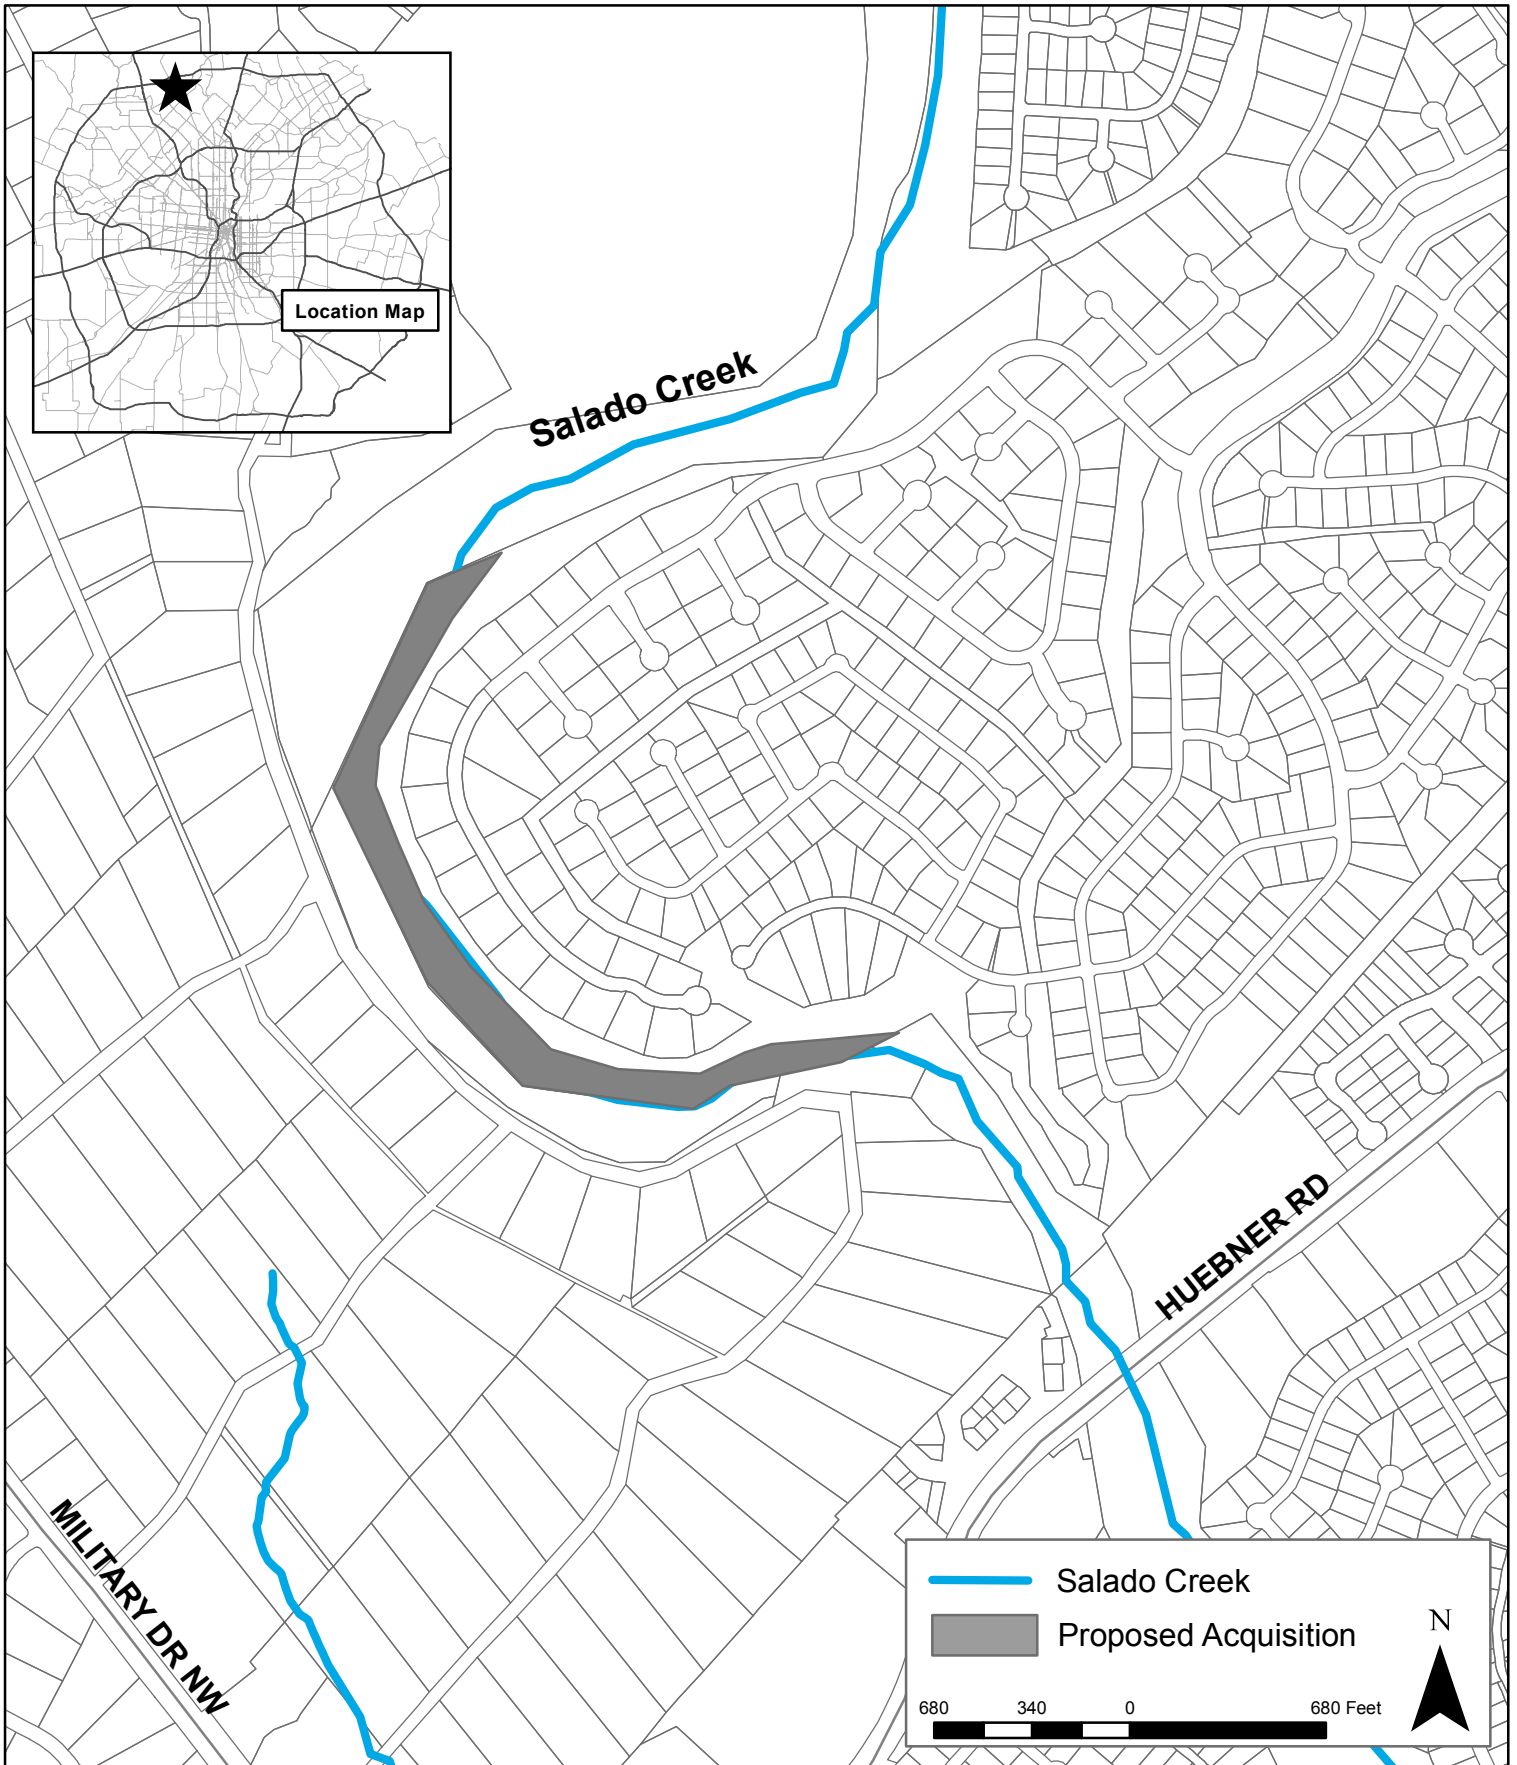 Location Map
Salado Creek
HUEBNER RD
MILITARY DR NW
Salado Creek
Proposed Acquisition
N
680 340 0 680 Feet